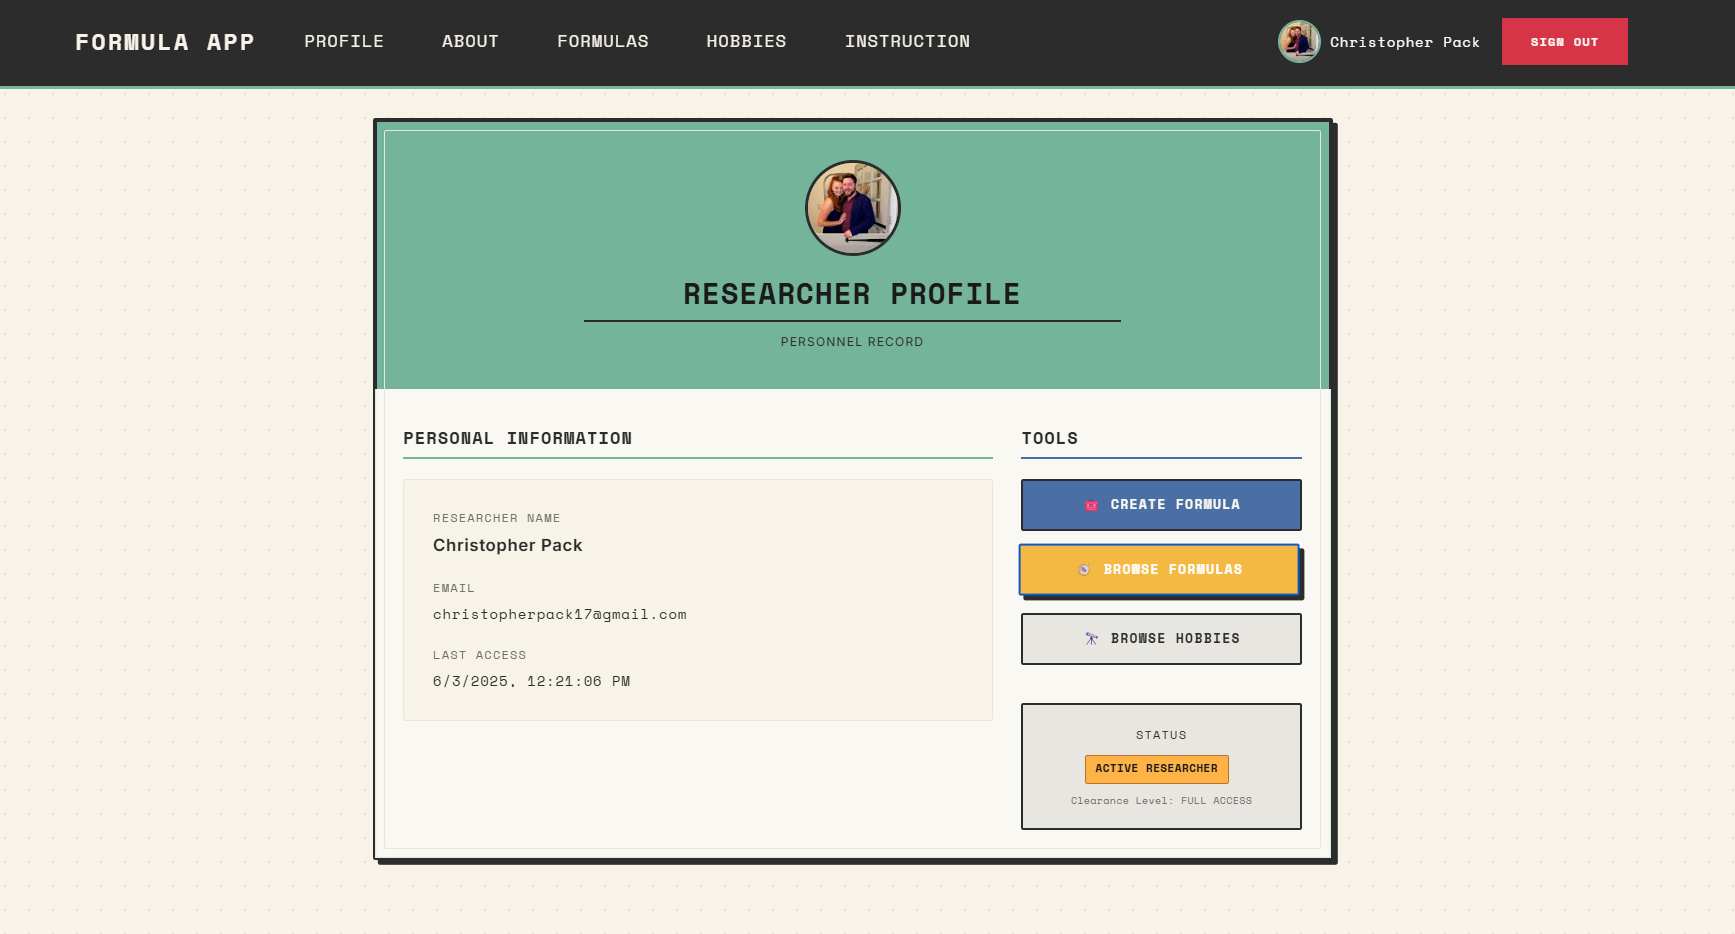 FORMULA APP
PROFILE
ABOUT
FORMULAS
HOBBIES
INSTRUCTION
Christopher Pack
SIGN OUT
RESEARCHER PROFILE
PERSONNEL RECORD
PERSONAL INFORMATION
RESEARCHER NAME
Christopher Pack
EMAIL
christopherpack17@gmail.com
LAST ACCESS
6/3/2025, 12:21:06 PM
TOOLS
CREATE FORMULA
BROWSE FORMULAS
BROWSE HOBBIES
STATUS
ACTIVE RESEARCHER
Clearance Level: FULL ACCESS